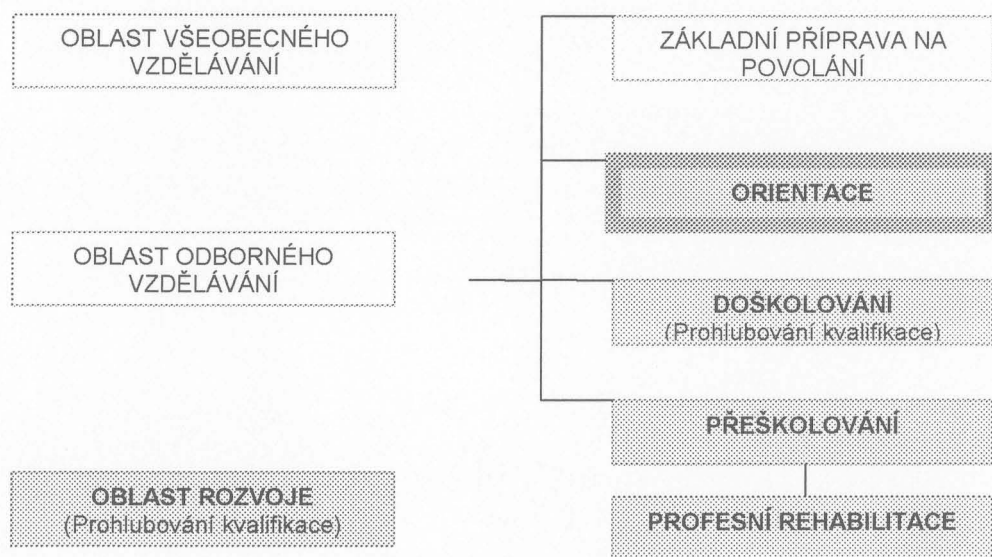 OBLAST VŠEOBECNÉHO
VZDĚLÁVÁNÍ
ZÁKLADNÍ PŘÍPRAVA NA
POVOLÁNÍ
ORIENTACE
OBLAST ODBORNÉHO
VZDĚLÁVÁNÍ
DOŠKOLOVÁNÍ
(Prohlubování kvalifikace)
PŘEŠKOLOVÁNÍ
OBLAST ROZVOJE
(Prohlubování kvalifikace)
PROFESNÍ REHABILITACE